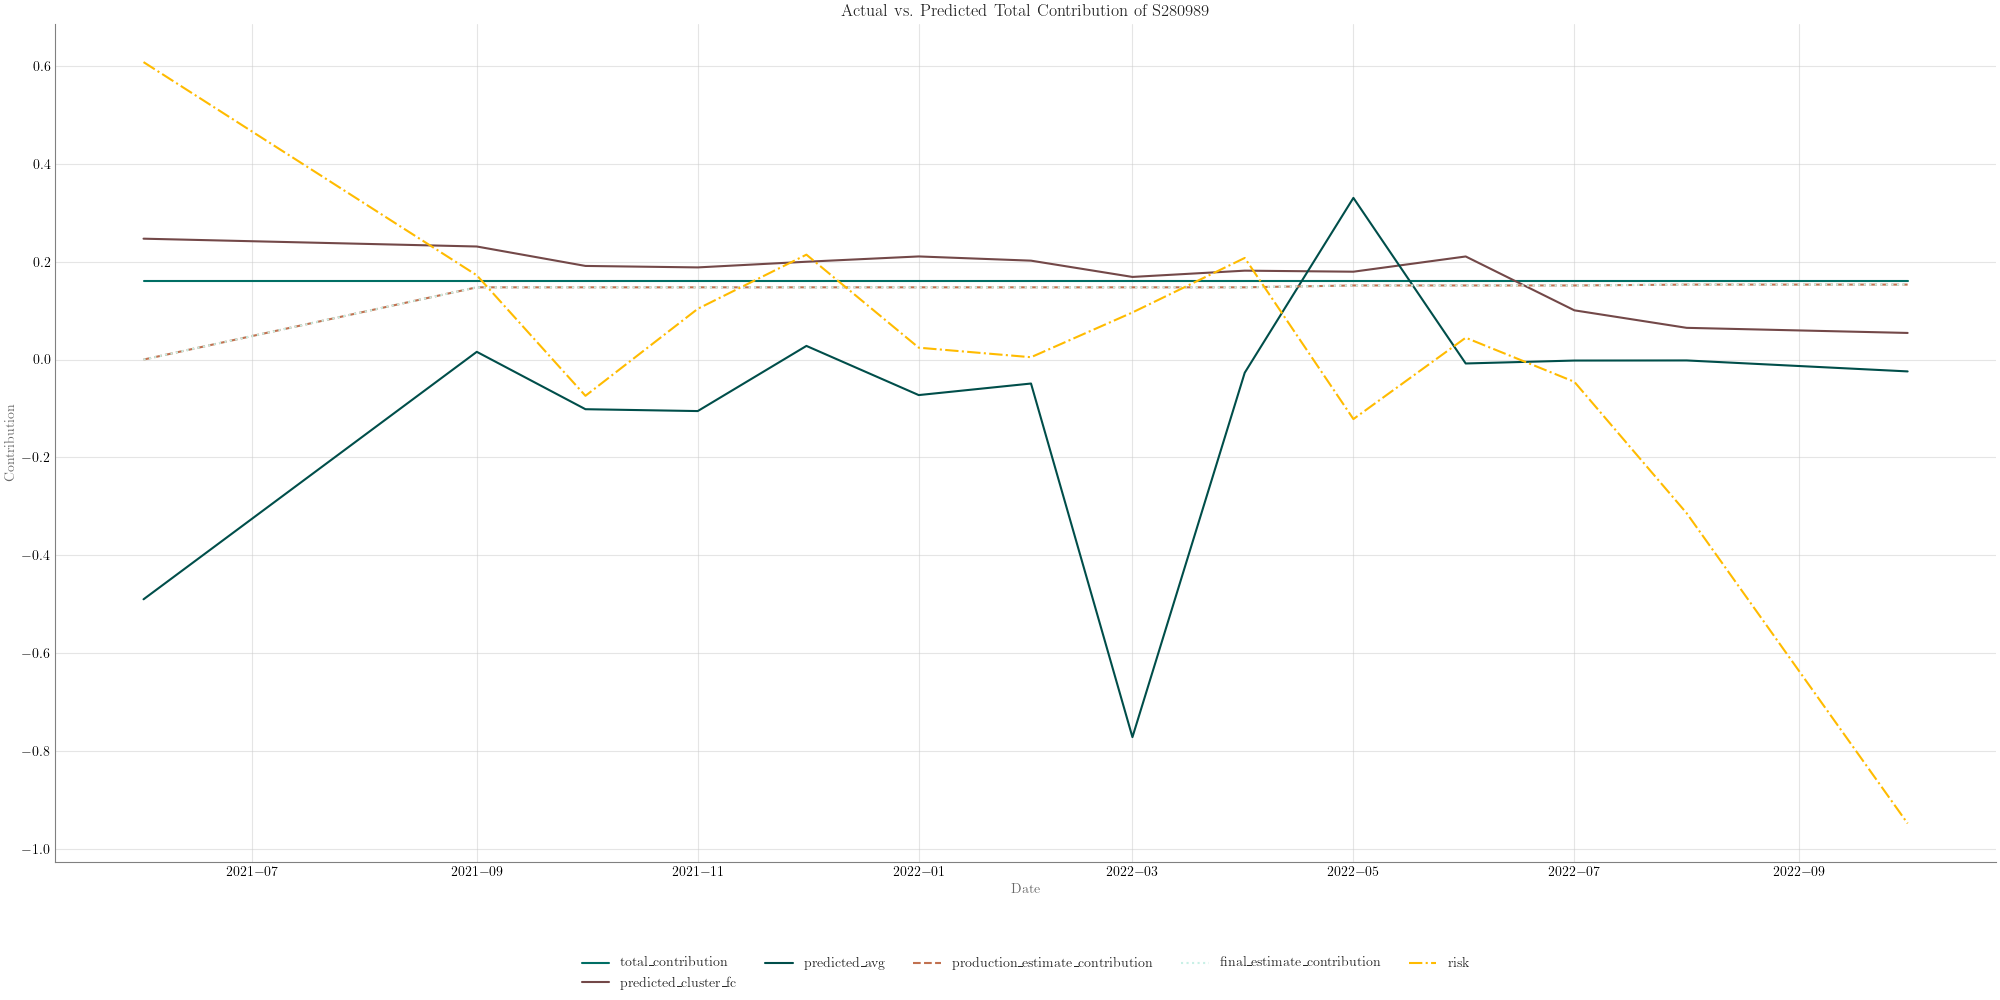 Actual vs. Predicted Total Contribution of S280989
0.6
0.4
0.2
0.0
−0.2
−0.4
−0.6
−0.8
−1.0
Contribution
2021−07 2021−09 2021−11 2022−01 2022−03 2022−05 2022−07 2022−09
Date
total_contribution predicted_avg production_estimate_contribution final_estimate_contribution risk
predicted_cluster_fc